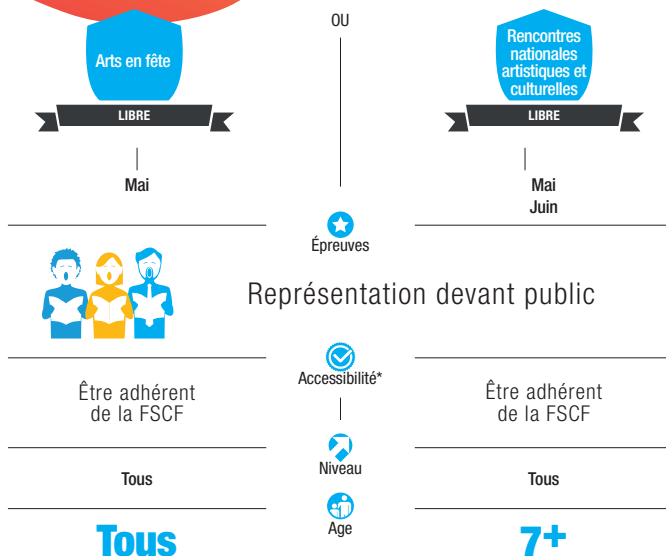 Arts en fête
LIBRE
Mai
OU
Rencontres
nationales
artistiques et
culturelles
LIBRE
Mai
Juin
Épreuves
Représentation devant public
Accessibilité*
Être adhérent
de la FSCF
Être adhérent
de la FSCF
Niveau
Tous
Tous
Age
Tous
7+